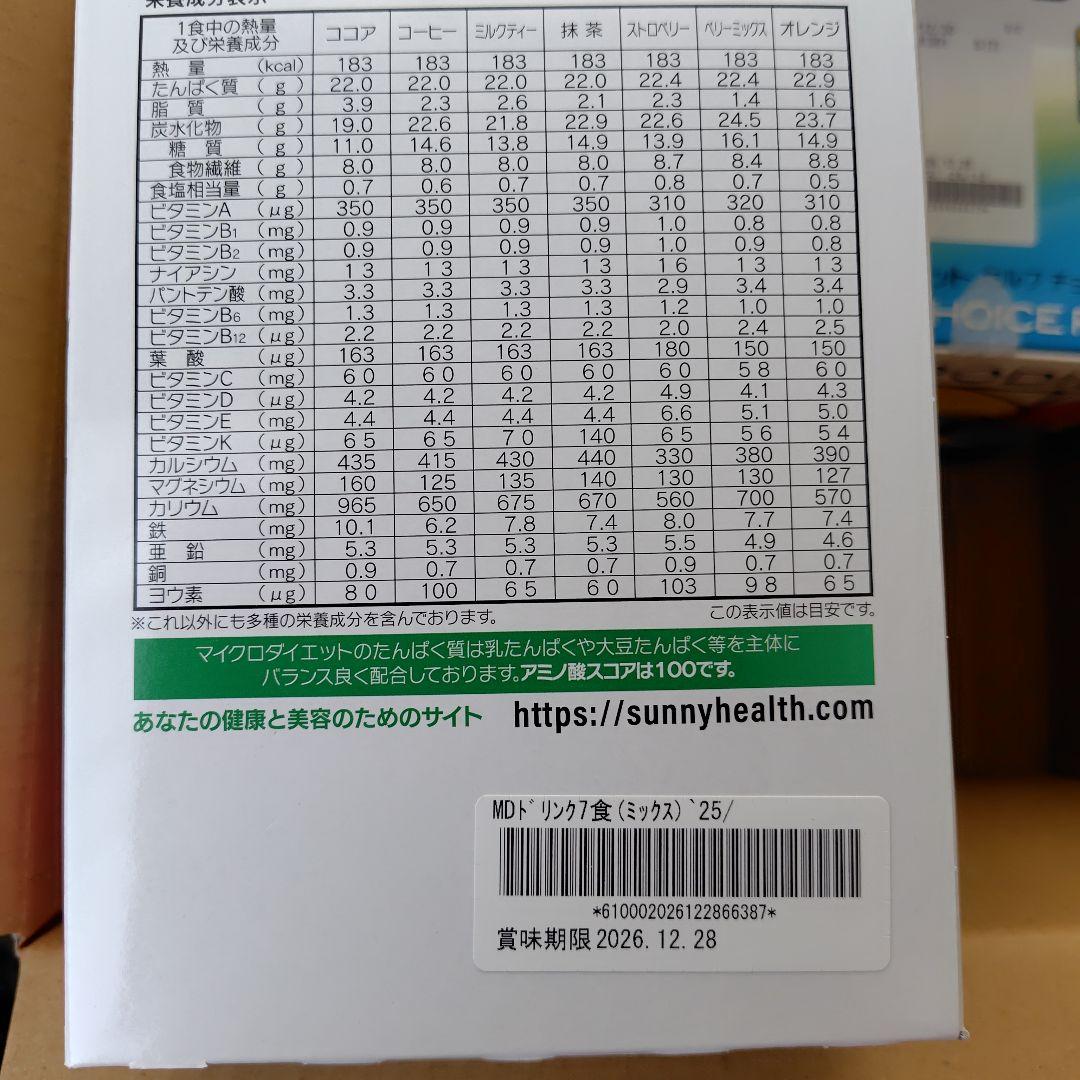 栄養成分表示
1食中の熱量及び栄養成分 ココア コーヒー ミルクティー 抹茶 ストロベリー ベリーミックス オレンジ
熱量 (kcal) 183 183 183 183 183 183 183
たんぱく質 (g) 22.0 22.0 22.0 22.0 22.4 22.4 22.9
脂質 (g) 3.9 2.3 2.6 2.1 2.3 1.4 1.6
炭水化物 (g) 19.0 22.6 21.8 22.9 22.6 24.5 23.7
糖質 (g) 11.0 14.6 13.8 14.9 13.9 16.1 14.9
食物繊維 (g) 8.0 8.0 8.0 8.0 8.7 8.4 8.8
食塩相当量 (g) 0.7 0.6 0.7 0.7 0.8 0.7 0.5
ビタミンA (μg) 350 350 350 350 310 320 310
ビタミンB1 (mg) 0.9 0.9 0.9 0.9 1.0 0.8 0.8
ビタミンB2 (mg) 0.9 0.9 0.9 0.9 1.0 0.9 0.8
ナイアシン (mg) 13 13 13 13 16 13 13
パントテン酸 (mg) 3.3 3.3 3.3 3.3 2.9 3.4 3.4
ビタミンB6 (mg) 1.3 1.3 1.3 1.3 1.2 1.0 1.0
ビタミンB12 (μg) 2.2 2.2 2.2 2.2 2.0 2.4 2.5
葉酸 (μg) 163 163 163 163 180 150 150
ビタミンC (mg) 60 60 60 60 60 58 60
ビタミンD (μg) 4.2 4.2 4.2 4.2 4.9 4.1 4.3
ビタミンE (mg) 4.4 4.4 4.4 4.4 6.6 5.1 5.0
ビタミンK (μg) 65 65 70 140 65 56 54
カルシウム (mg) 435 415 430 440 330 380 390
マグネシウム (mg) 160 125 135 140 130 130 127
カリウム (mg) 965 650 675 670 560 700 570
鉄 (mg) 10.1 6.2 7.8 7.4 8.0 7.7 7.4
亜鉛 (mg) 5.3 5.3 5.3 5.3 5.5 4.9 4.6
銅 (mg) 0.9 0.7 0.7 0.7 0.9 0.7 0.7
ヨウ素 (μg) 80 100 65 60 103 98 65
※これ以外にも多種の栄養成分を含んでおります。 この表示値は目安です。
マイクロダイエットのたんぱく質は乳たんぱくや大豆たんぱく等を主体に
バランス良く配合しております。アミノ酸スコアは100です。
あなたの健康と美容のためのサイト https://sunnyhealth.com
MDドリンク7食(ミックス)`25/
*610002026122866387*
賞味期限2026.12.28
HOICE